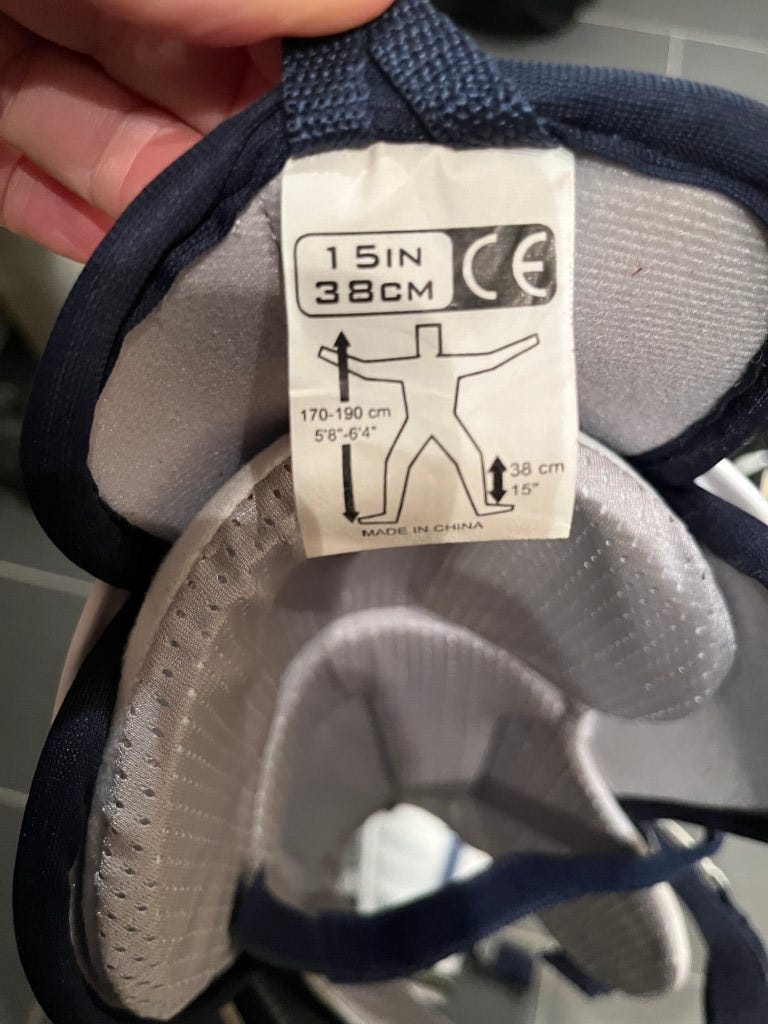 15IN
38CM
CE
170-190 cm
5'8"-6'4"
38 cm
15"
MADE IN CHINA